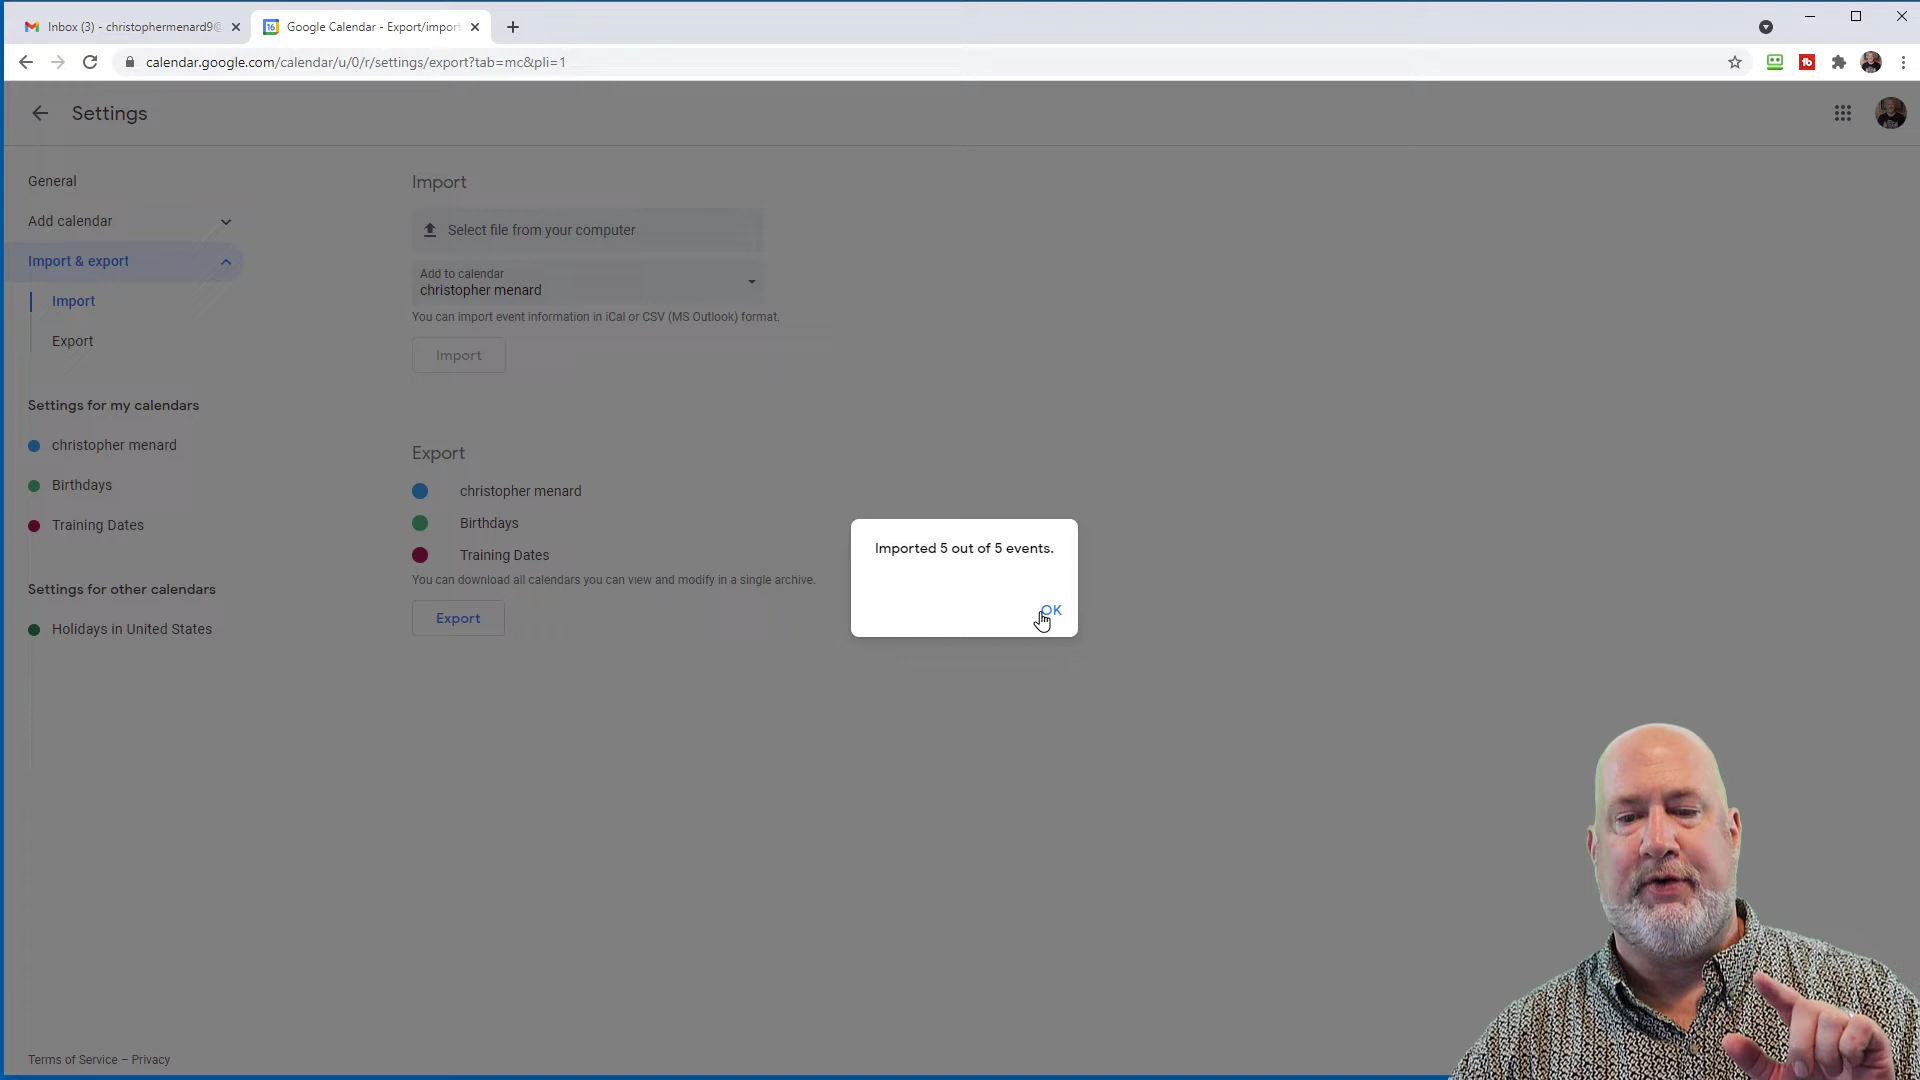 Inbox (3) - christophermenard9@
Google Calendar - Export/import
calendar.google.com/calendar/u/0/r/settings/export?tab=mc&pli=1
Settings
General
Add calendar
Import & export
Import
Export
Settings for my calendars
christopher menard
Birthdays
Training Dates
Settings for other calendars
Holidays in United States
Import
Select file from your computer
Add to calendar
christopher menard
You can import event information in iCal or CSV (MS Outlook) format.
Import
Export
christopher menard
Birthdays
Training Dates
You can download all calendars you can view and modify in a single archive.
Export
Imported 5 out of 5 events.
OK
Terms of Service – Privacy